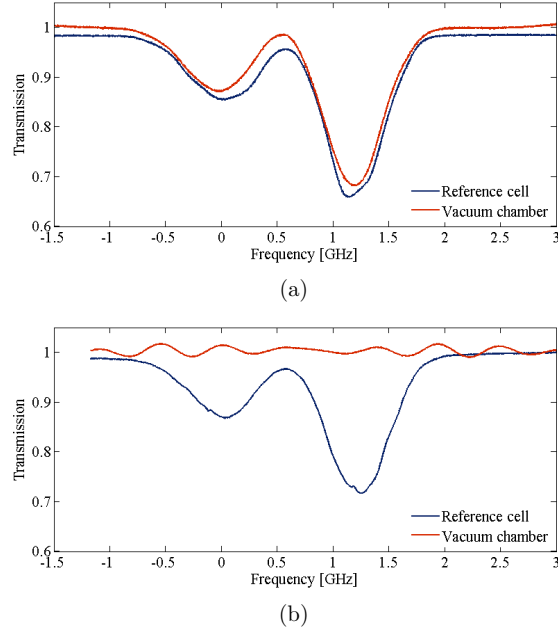 1
0.9
0.8
0.7
0.6
Transmission
-1.5 -1 -0.5 0 0.5 1 1.5 2 2.5 3
Frequency [GHz]
Reference cell
Vacuum chamber
(a)
1
0.9
0.8
0.7
0.6
Transmission
-1.5 -1 -0.5 0 0.5 1 1.5 2 2.5 3
Frequency [GHz]
Reference cell
Vacuum chamber
(b)